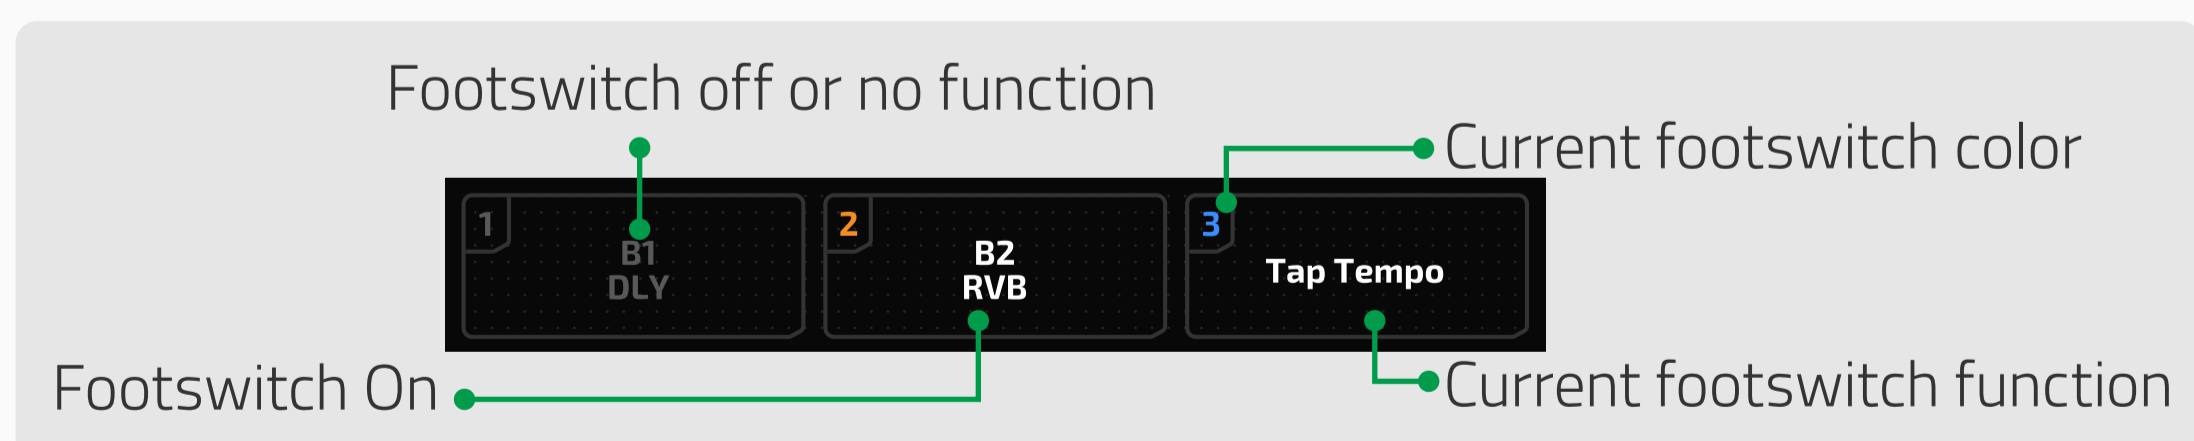 Footswitch off or no function
Current footswitch color
1
B1
DLY
2
B2
RVB
3
Tap Tempo
Footswitch On
Current footswitch function